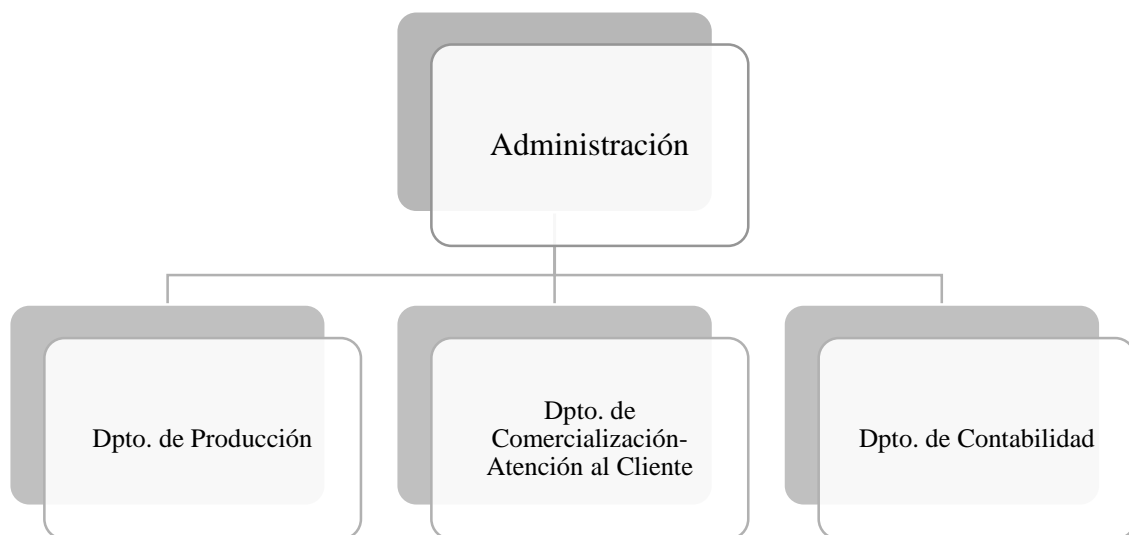 Administración
Dpto. de Producción
Dpto. de
Comercialización-
Atención al Cliente
Dpto. de Contabilidad